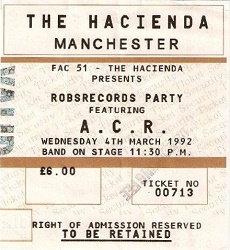 THE HACIENDA
MANCHESTER
FAC 51 - THE HACIENDA
PRESENTS
ROBSRECORDS PARTY
FEATURING
A.C.R.
WEDNESDAY 4TH MARCH 1992
BAND ON STAGE 11:30 P.M.
£6.00
TICKET NO
00713
RIGHT OF ADMISSION RESERVED
TO BE RETAINED